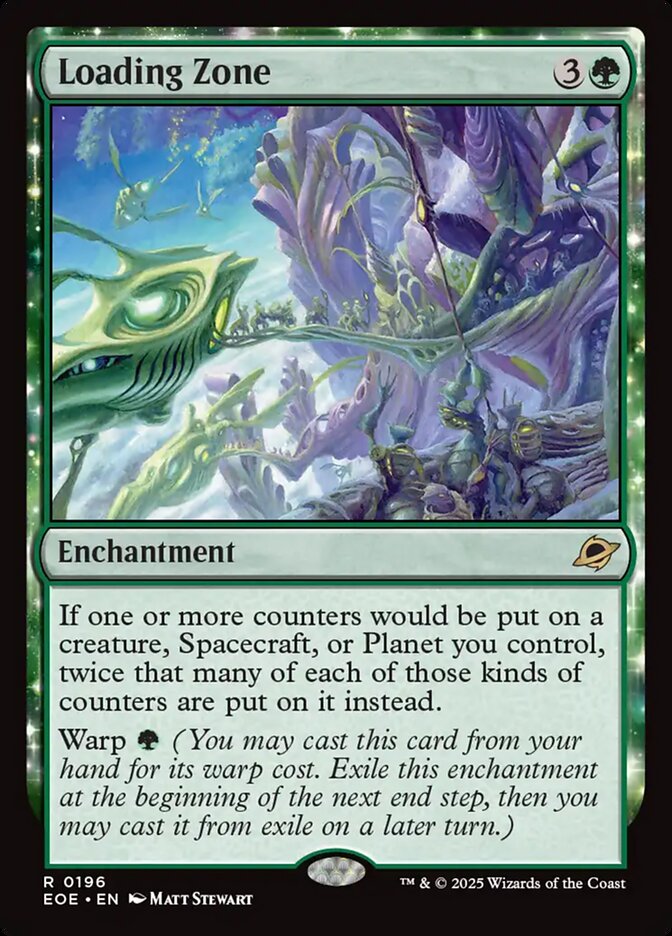 Loading Zone 3
Enchantment
If one or more counters would be put on a
creature, Spacecraft, or Planet you control,
twice that many of each of those kinds of
counters are put on it instead.
Warp (You may cast this card from your
hand for its warp cost. Exile this enchantment
at the beginning of the next end step, then you
may cast it from exile on a later turn.)
R 0196
EOE • EN Matt Stewart
™ & © 2025 Wizards of the Coast